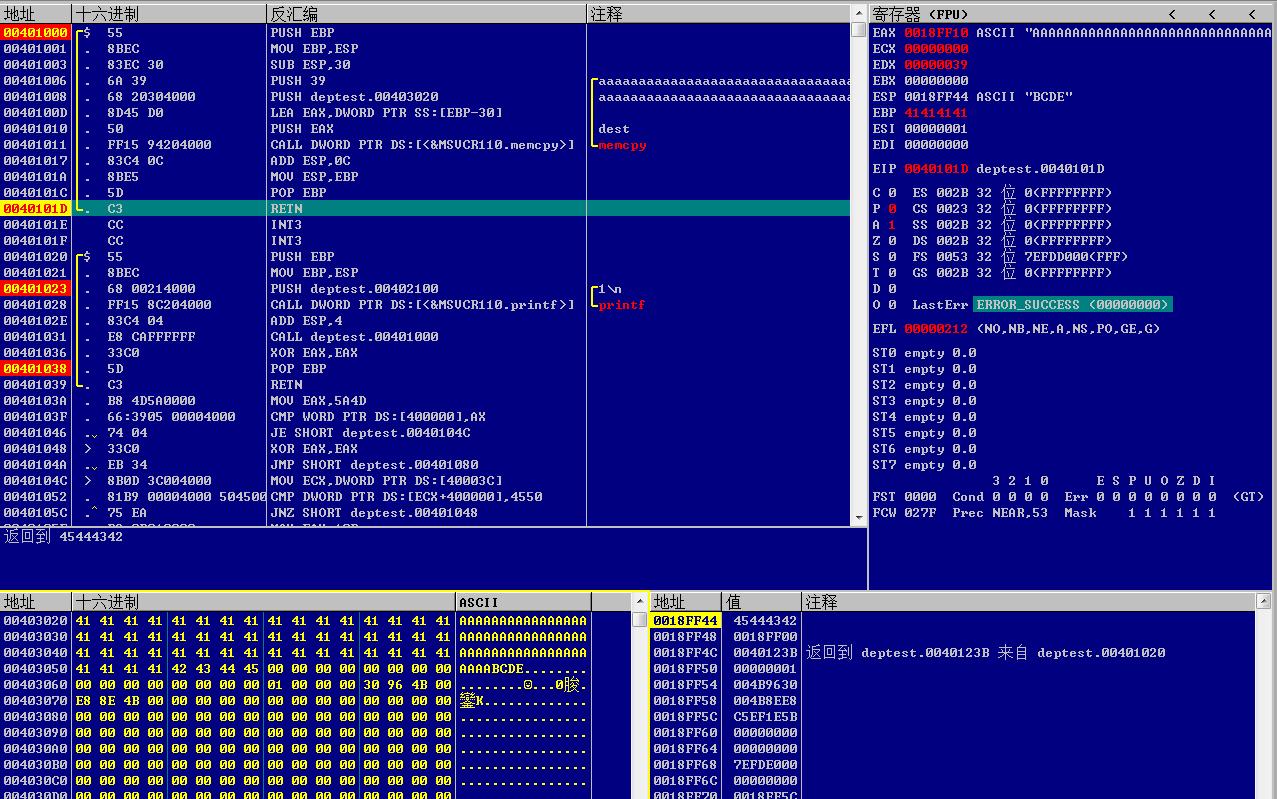 地址 十六进制 反汇编 注释
00401000 $ 55 PUSH EBP
00401001 . 8BEC MOV EBP,ESP
00401003 . 83EC 30 SUB ESP,30
00401006 . 6A 39 PUSH 39
00401008 . 68 20304000 PUSH deptest.00403020
0040100D . 8D45 D0 LEA EAX,DWORD PTR SS:[EBP-30]
00401010 . 50 PUSH EAX dest
00401011 . FF15 94204000 CALL DWORD PTR DS:[<&MSVCR110.memcpy>] memcpy
00401017 . 83C4 0C ADD ESP,0C
0040101A . 8BE5 MOV ESP,EBP
0040101C . 5D POP EBP
0040101D . C3 RETN
0040101E CC INT3
0040101F CC INT3
00401020 $ 55 PUSH EBP
00401021 . 8BEC MOV EBP,ESP
00401023 . 68 00214000 PUSH deptest.00402100 1\n
00401028 . FF15 8C204000 CALL DWORD PTR DS:[<&MSVCR110.printf>] printf
0040102E . 83C4 04 ADD ESP,4
00401031 . E8 CAFFFFFF CALL deptest.00401000
00401036 . 33C0 XOR EAX,EAX
00401038 . 5D POP EBP
00401039 . C3 RETN
0040103A . B8 4D5A0000 MOV EAX,5A4D
0040103F . 66:3905 00004000 CMP WORD PTR DS:[400000],AX
00401046 . 74 04 JE SHORT deptest.0040104C
00401048 > 33C0 XOR EAX,EAX
0040104A . EB 34 JMP SHORT deptest.00401080
0040104C > 8B0D 3C004000 MOV ECX,DWORD PTR DS:[40003C]
00401052 . 81B9 00004000 504500 CMP DWORD PTR DS:[ECX+400000],4550
0040105C . 75 EA JNZ SHORT deptest.00401048
返回到 45444342
寄存器 (FPU) < < <
EAX 0018FF10 ASCII "AAAAAAAAAAAAAAAAAAAAAAAAAAAAAA
ECX 00000000
EDX 00000039
EBX 00000000
ESP 0018FF44 ASCII "BCDE"
EBP 41414141
ESI 00000001
EDI 00000000
EIP 0040101D deptest.0040101D
C 0 ES 002B 32 位 0(FFFFFFFF)
P 0 CS 0023 32 位 0(FFFFFFFF)
A 1 SS 002B 32 位 0(FFFFFFFF)
Z 0 DS 002B 32 位 0(FFFFFFFF)
S 0 FS 0053 32 位 7EFDD000(FFF)
T 0 GS 002B 32 位 0(FFFFFFFF)
D 0
O 0 LastErr ERROR_SUCCESS (00000000)
EFL 00000212 (NO,NB,NE,A,NS,PO,GE,G)
ST0 empty 0.0
ST1 empty 0.0
ST2 empty 0.0
ST3 empty 0.0
ST4 empty 0.0
ST5 empty 0.0
ST6 empty 0.0
ST7 empty 0.0
3 2 1 0 E S P U O Z D I
FST 0000 Cond 0 0 0 0 Err 0 0 0 0 0 0 0 0 (GT)
FCW 027F Prec NEAR,53 Mask 1 1 1 1 1 1
地址 十六进制 ASCII
00403020 41 41 41 41 41 41 41 41 41 41 41 41 41 41 41 41 AAAAAAAAAAAAAAAA
00403030 41 41 41 41 41 41 41 41 41 41 41 41 41 41 41 41 AAAAAAAAAAAAAAAA
00403040 41 41 41 41 41 41 41 41 41 41 41 41 41 41 41 41 AAAAAAAAAAAAAAAA
00403050 41 41 41 41 42 43 44 45 00 00 00 00 00 00 00 00 AAAABCDE........
00403060 00 00 00 00 00 00 00 00 01 00 00 00 30 96 4B 00
00403070 E8 8E 4B 00 00 00 00 00 00 00 00 00 00 00 00 00
00403080 00 00 00 00 00 00 00 00 00 00 00 00 00 00 00 00 ................
00403090 00 00 00 00 00 00 00 00 00 00 00 00 00 00 00 00 ................
004030A0 00 00 00 00 00 00 00 00 00 00 00 00 00 00 00 00 ................
004030B0 00 00 00 00 00 00 00 00 00 00 00 00 00 00 00 00 ................
004030C0 00 00 00 00 00 00 00 00 00 00 00 00 00 00 00 00 ................
004030D0 00 00 00 00 00 00 00 00 00 00 00 00 00 00 00 00 ................
地址 值 注释
0018FF44 45444342
0018FF48 0018FF00
0018FF4C 0040123B 返回到 deptest.0040123B 来自 deptest.00401020
0018FF50 00000001
0018FF54 004B9630
0018FF58 004B8EE8
0018FF5C C5EF1E5B
0018FF60 00000000
0018FF64 00000000
0018FF68 7EFDE000
0018FF6C 00000000
0018FF70 0018FF5C